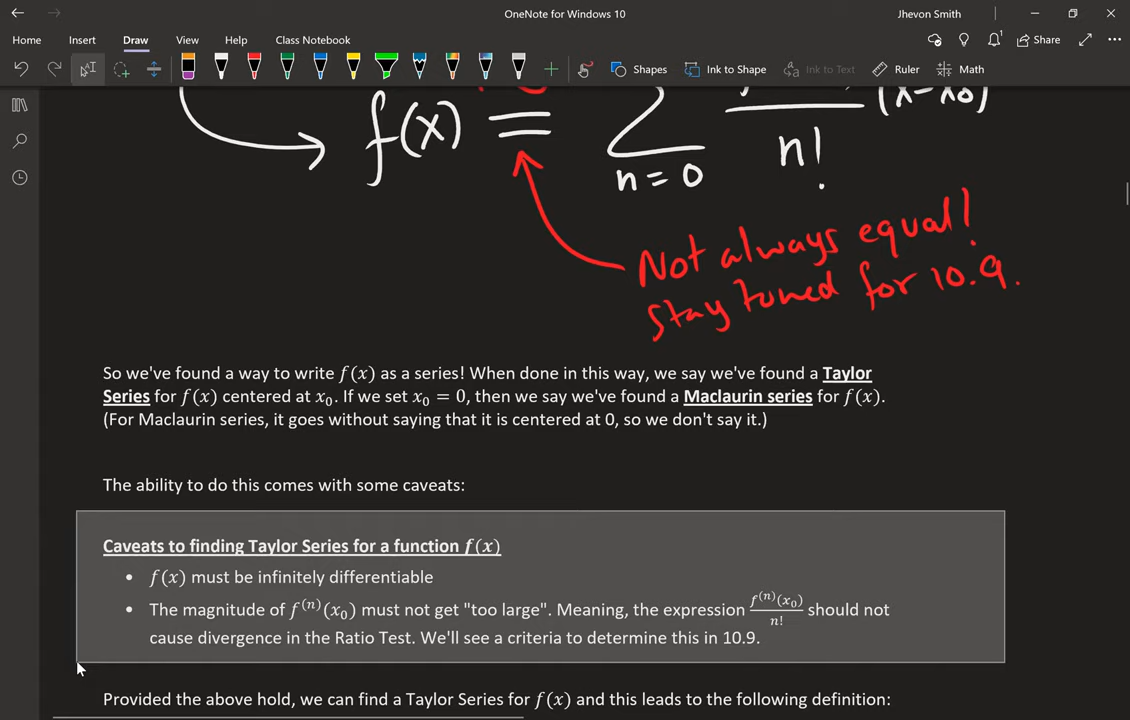 OneNote for Windows 10
Jhevon Smith
Home Insert Draw View Help Class Notebook
Share
Shapes Ink to Shape Ink to Text Ruler Math
f(x) = ∑ n! (x-x0)
n = 0
Not always equal!
Stay tuned for 10.9.
So we've found a way to write f(x) as a series! When done in this way, we say we've found a Taylor
Series for f(x) centered at x₀. If we set x₀ = 0, then we say we've found a Maclaurin series for f(x).
(For Maclaurin series, it goes without saying that it is centered at 0, so we don't say it.)
The ability to do this comes with some caveats:
Caveats to finding Taylor Series for a function f(x)
• f(x) must be infinitely differentiable
• The magnitude of f⁽ⁿ⁾(x₀) must not get "too large". Meaning, the expression f⁽ⁿ⁾(x₀)/n! should not
cause divergence in the Ratio Test. We'll see a criteria to determine this in 10.9.
Provided the above hold, we can find a Taylor Series for f(x) and this leads to the following definition: